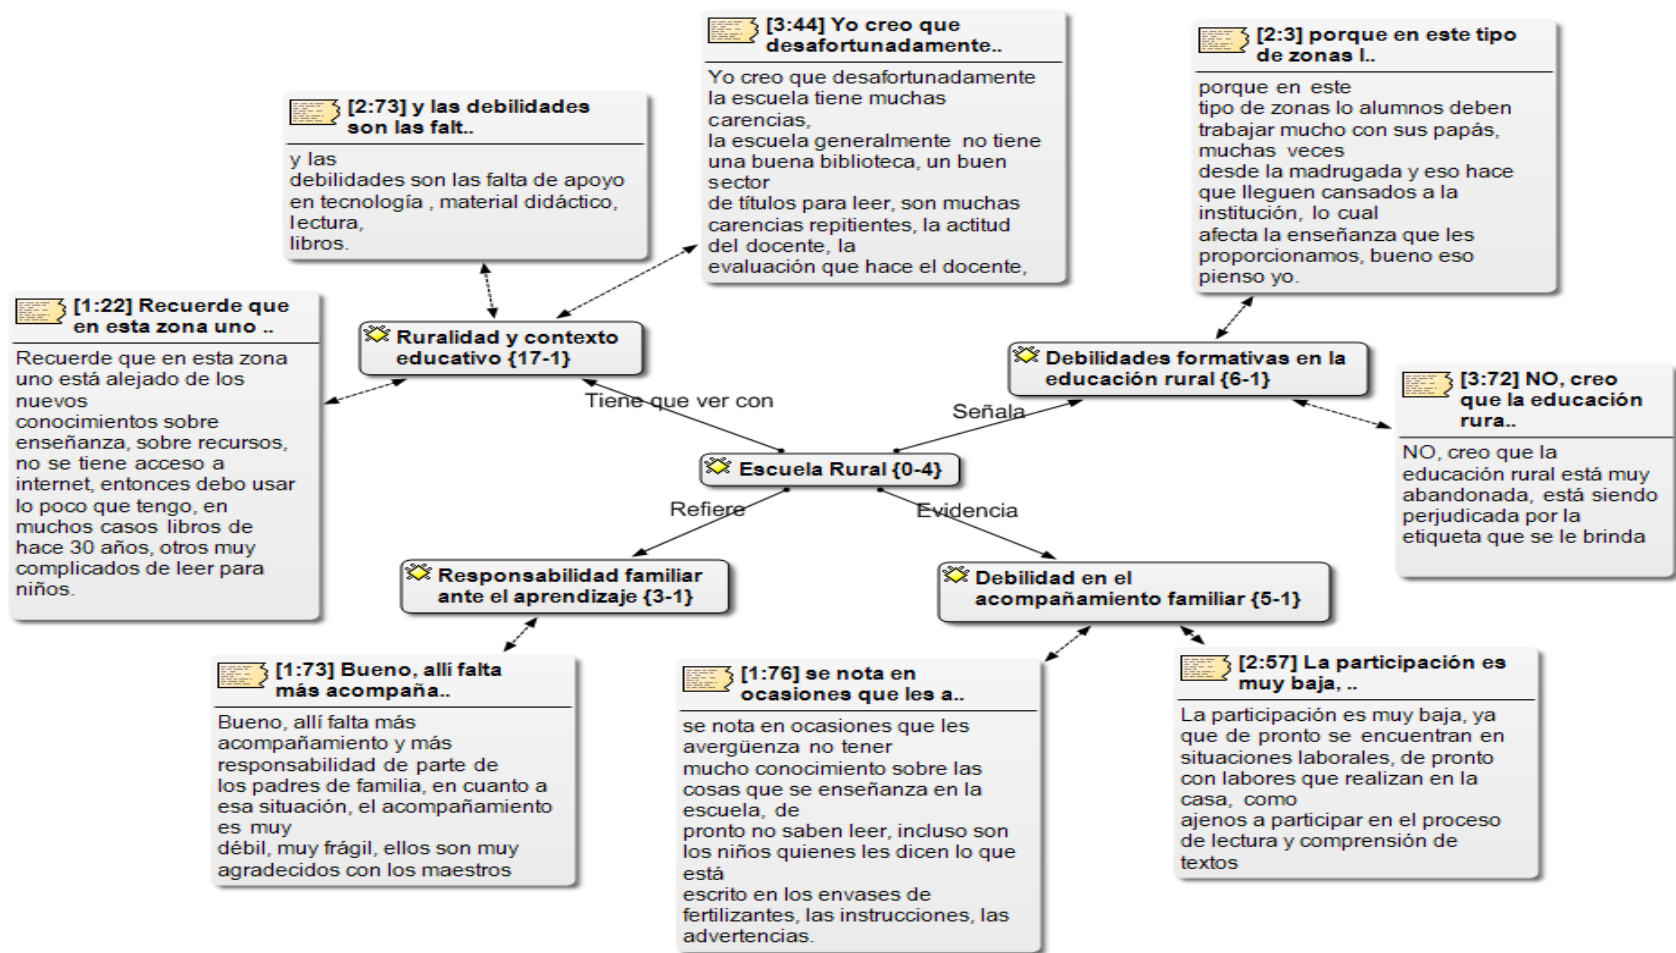 [3:44] Yo creo que
desafortunadamente..
Yo creo que desafortunadamente
la escuela tiene muchas
carencias,
la escuela generalmente no tiene
una buena biblioteca, un buen
sector
de títulos para leer, son muchas
carencias repitientes, la actitud
del docente, la
evaluación que hace el docente,
[2:3] porque en este tipo
de zonas l..
porque en este
tipo de zonas lo alumnos deben
trabajar mucho con sus papás,
muchas veces
desde la madrugada y eso hace
que lleguen cansados a la
institución, lo cual
afecta la enseñanza que les
proporcionamos, bueno eso
pienso yo.
[2:73] y las debilidades
son las falt..
y las
debilidades son las falta de apoyo
en tecnología , material didáctico,
lectura,
libros.
[1:22] Recuerde que
en esta zona uno ..
Recuerde que en esta zona
uno está alejado de los
nuevos
conocimientos sobre
enseñanza, sobre recursos,
no se tiene acceso a
internet, entonces debo usar
lo poco que tengo, en
muchos casos libros de
hace 30 años, otros muy
complicados de leer para
niños.
Ruralidad y contexto
educativo {17-1}
Debilidades formativas en la
educación rural {6-1}
[3:72] NO, creo
que la educación
rura..
NO, creo que la
educación rural está muy
abandonada, está siendo
perjudicada por la
etiqueta que se le brinda
Tiene que ver con
Señala
Escuela Rural {0-4}
Refiere
Evidencia
Responsabilidad familiar
ante el aprendizaje {3-1}
Debilidad en el
acompañamiento familiar {5-1}
[1:73] Bueno, allí falta
más acompaña..
Bueno, allí falta más
acompañamiento y más
responsabilidad de parte de
los padres de familia, en cuanto a
esa situación, el acompañamiento
es muy
débil, muy frágil, ellos son muy
agradecidos con los maestros
[1:76] se nota en
ocasiones que les a..
se nota en ocasiones que les
avergüenza no tener
mucho conocimiento sobre las
cosas que se enseñanza en la
escuela, de
pronto no saben leer, incluso son
los niños quienes les dicen lo que
está
escrito en los envases de
fertilizantes, las instrucciones, las
advertencias.
[2:57] La participación es
muy baja, ..
La participación es muy baja, ya
que de pronto se encuentran en
situaciones laborales, de pronto
con labores que realizan en la
casa, como
ajenos a participar en el proceso
de lectura y comprensión de
textos